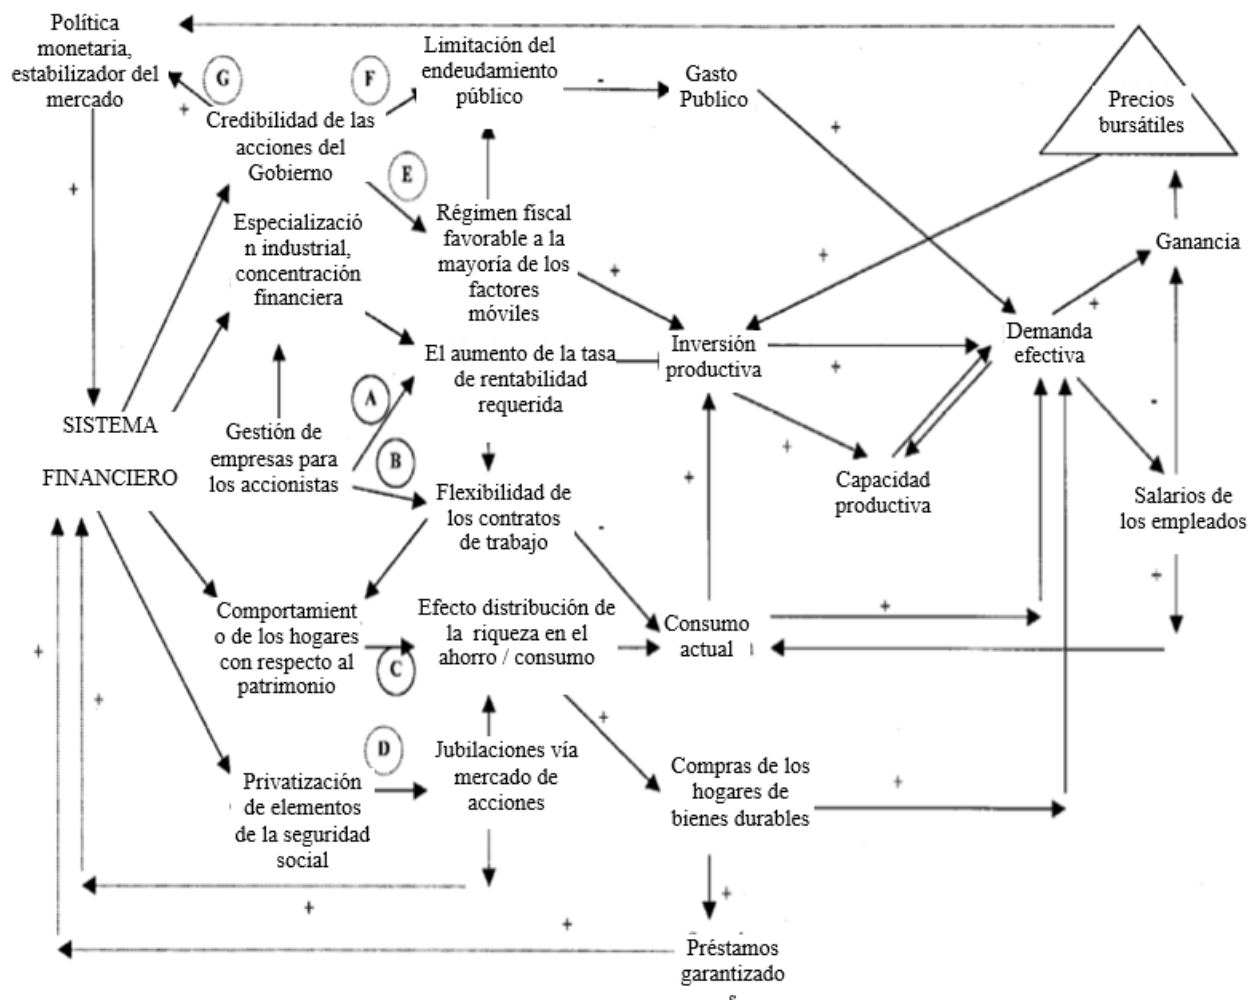 Política
monetaria,
estabilizador del
mercado
+
G
+
F
Credibilidad de las
acciones del
Gobierno
E
Limitación del
endeudamiento
público
-
Gasto
Publico
+
Precios
bursátiles
Especializació
n industrial,
concentración
financiera
Régimen fiscal
favorable a la
mayoría de los
factores
móviles
+
+
Ganancia
+
Demanda
efectiva
El aumento de la tasa
de rentabilidad
requerida
Inversión
productiva
+
-
SISTEMA
FINANCIERO
Gestión de
empresas para
los accionistas
A
B
Flexibilidad de
los contratos
de trabajo
-
+
+
Capacidad
productiva
Salarios de
los empleados
+
Comportamient
o de los hogares
con respecto al
patrimonio
C
Efecto distribución de
la riqueza en el
ahorro / consumo
+
Consumo
actual
+
+
+
Privatización
de elementos
de la seguridad
social
D
Jubilaciones vía
mercado de
acciones
Compras de los
hogares de
bienes durables
+
+
+
+
Préstamos
garantizado
s